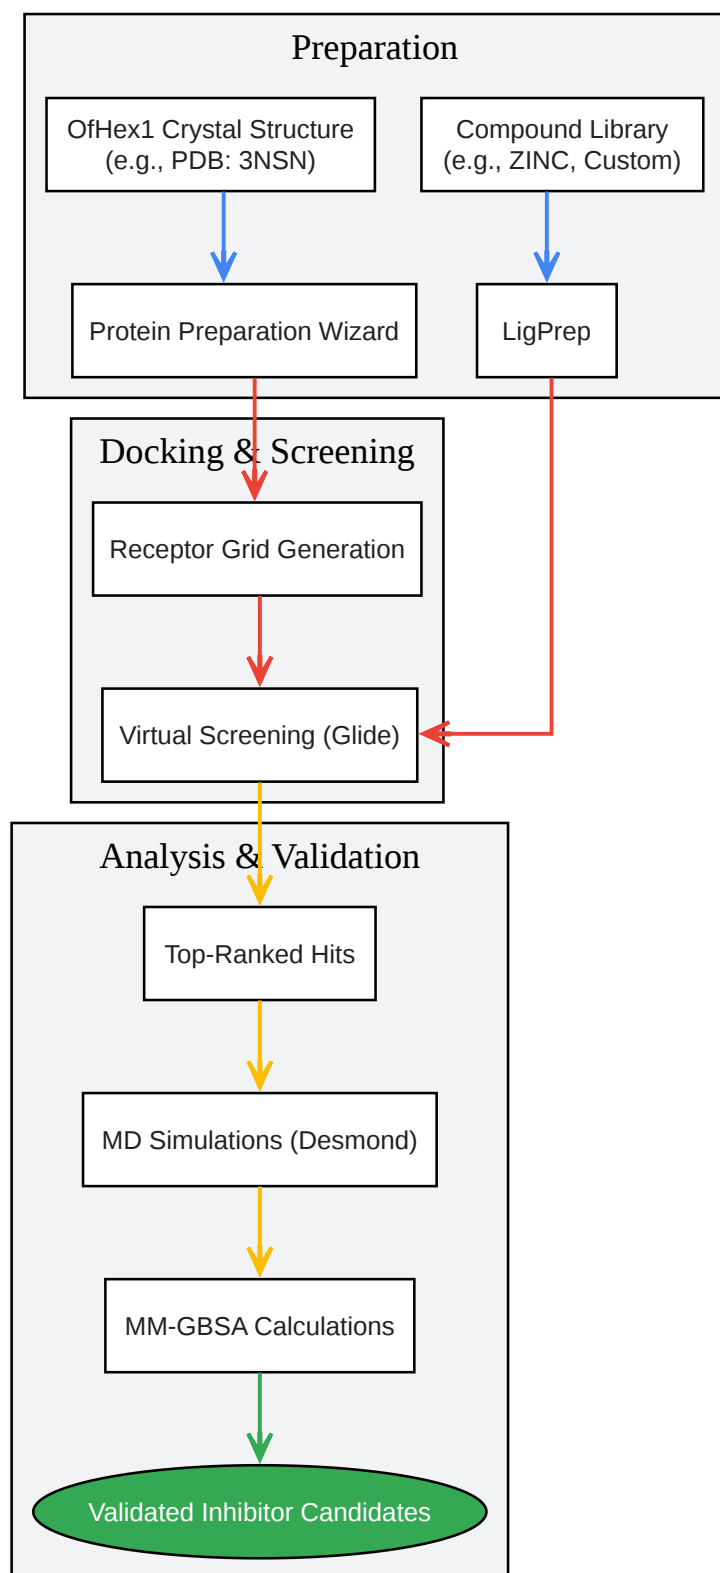 Preparation
OfHex1 Crystal Structure
(e.g., PDB: 3NSN)
Compound Library
(e.g., ZINC, Custom)
Protein Preparation Wizard
LigPrep
Docking & Screening
Receptor Grid Generation
Virtual Screening (Glide)
Analysis & Validation
Top-Ranked Hits
MD Simulations (Desmond)
MM-GBSA Calculations
Validated Inhibitor Candidates